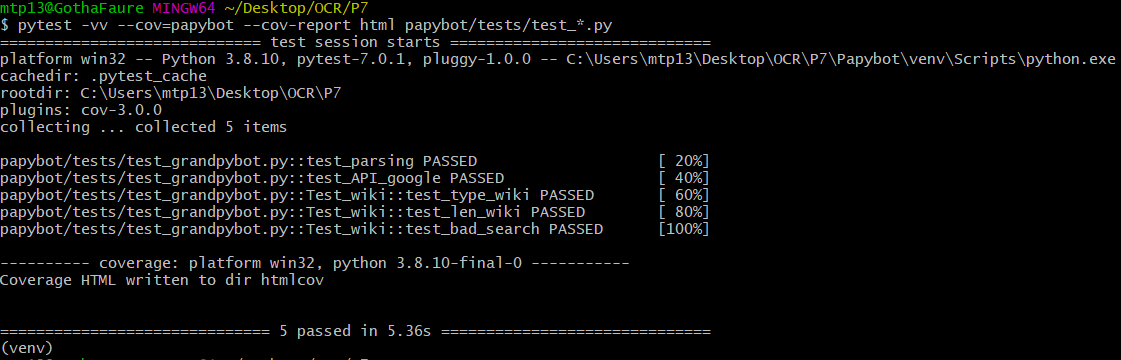 mtp13@GothaFaure MINGW64 ~/Desktop/OCR/P7
$ pytest -vv --cov=papybot --cov-report html papybot/tests/test_*.py
============================= test session starts =============================
platform win32 -- Python 3.8.10, pytest-7.0.1, pluggy-1.0.0 -- C:\Users\mtp13\Desktop\OCR\P7\Papybot\venv\Scripts\python.exe
cachedir: .pytest_cache
rootdir: C:\Users\mtp13\Desktop\OCR\P7
plugins: cov-3.0.0
collecting ... collected 5 items
papybot/tests/test_grandpybot.py::test_parsing PASSED [ 20%]
papybot/tests/test_grandpybot.py::test_API_google PASSED [ 40%]
papybot/tests/test_grandpybot.py::Test_wiki::test_type_wiki PASSED [ 60%]
papybot/tests/test_grandpybot.py::Test_wiki::test_len_wiki PASSED [ 80%]
papybot/tests/test_grandpybot.py::Test_wiki::test_bad_search PASSED [100%]
---------- coverage: platform win32, python 3.8.10-final-0 -----------
Coverage HTML written to dir htmlcov
============================== 5 passed in 5.36s ==============================
(venv)